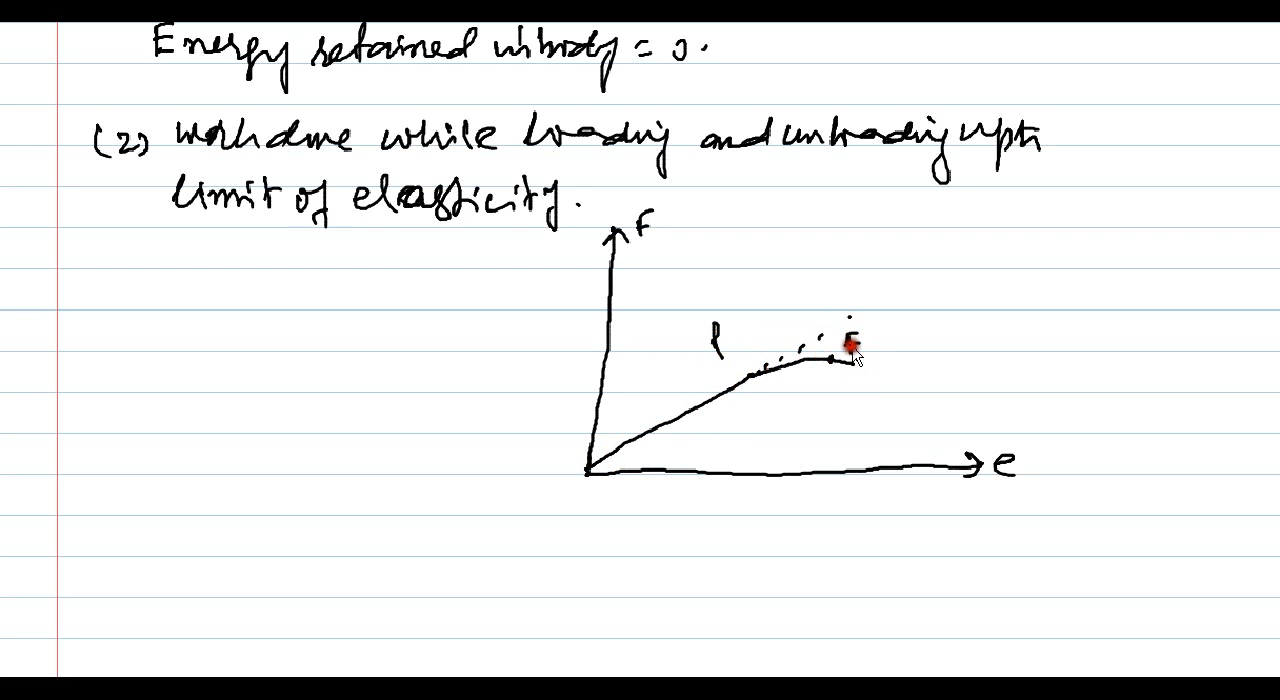 Energy retained in body = 0.
(2) Work done while loading and unloading upto
limit of elasticity.
F
P
E
e